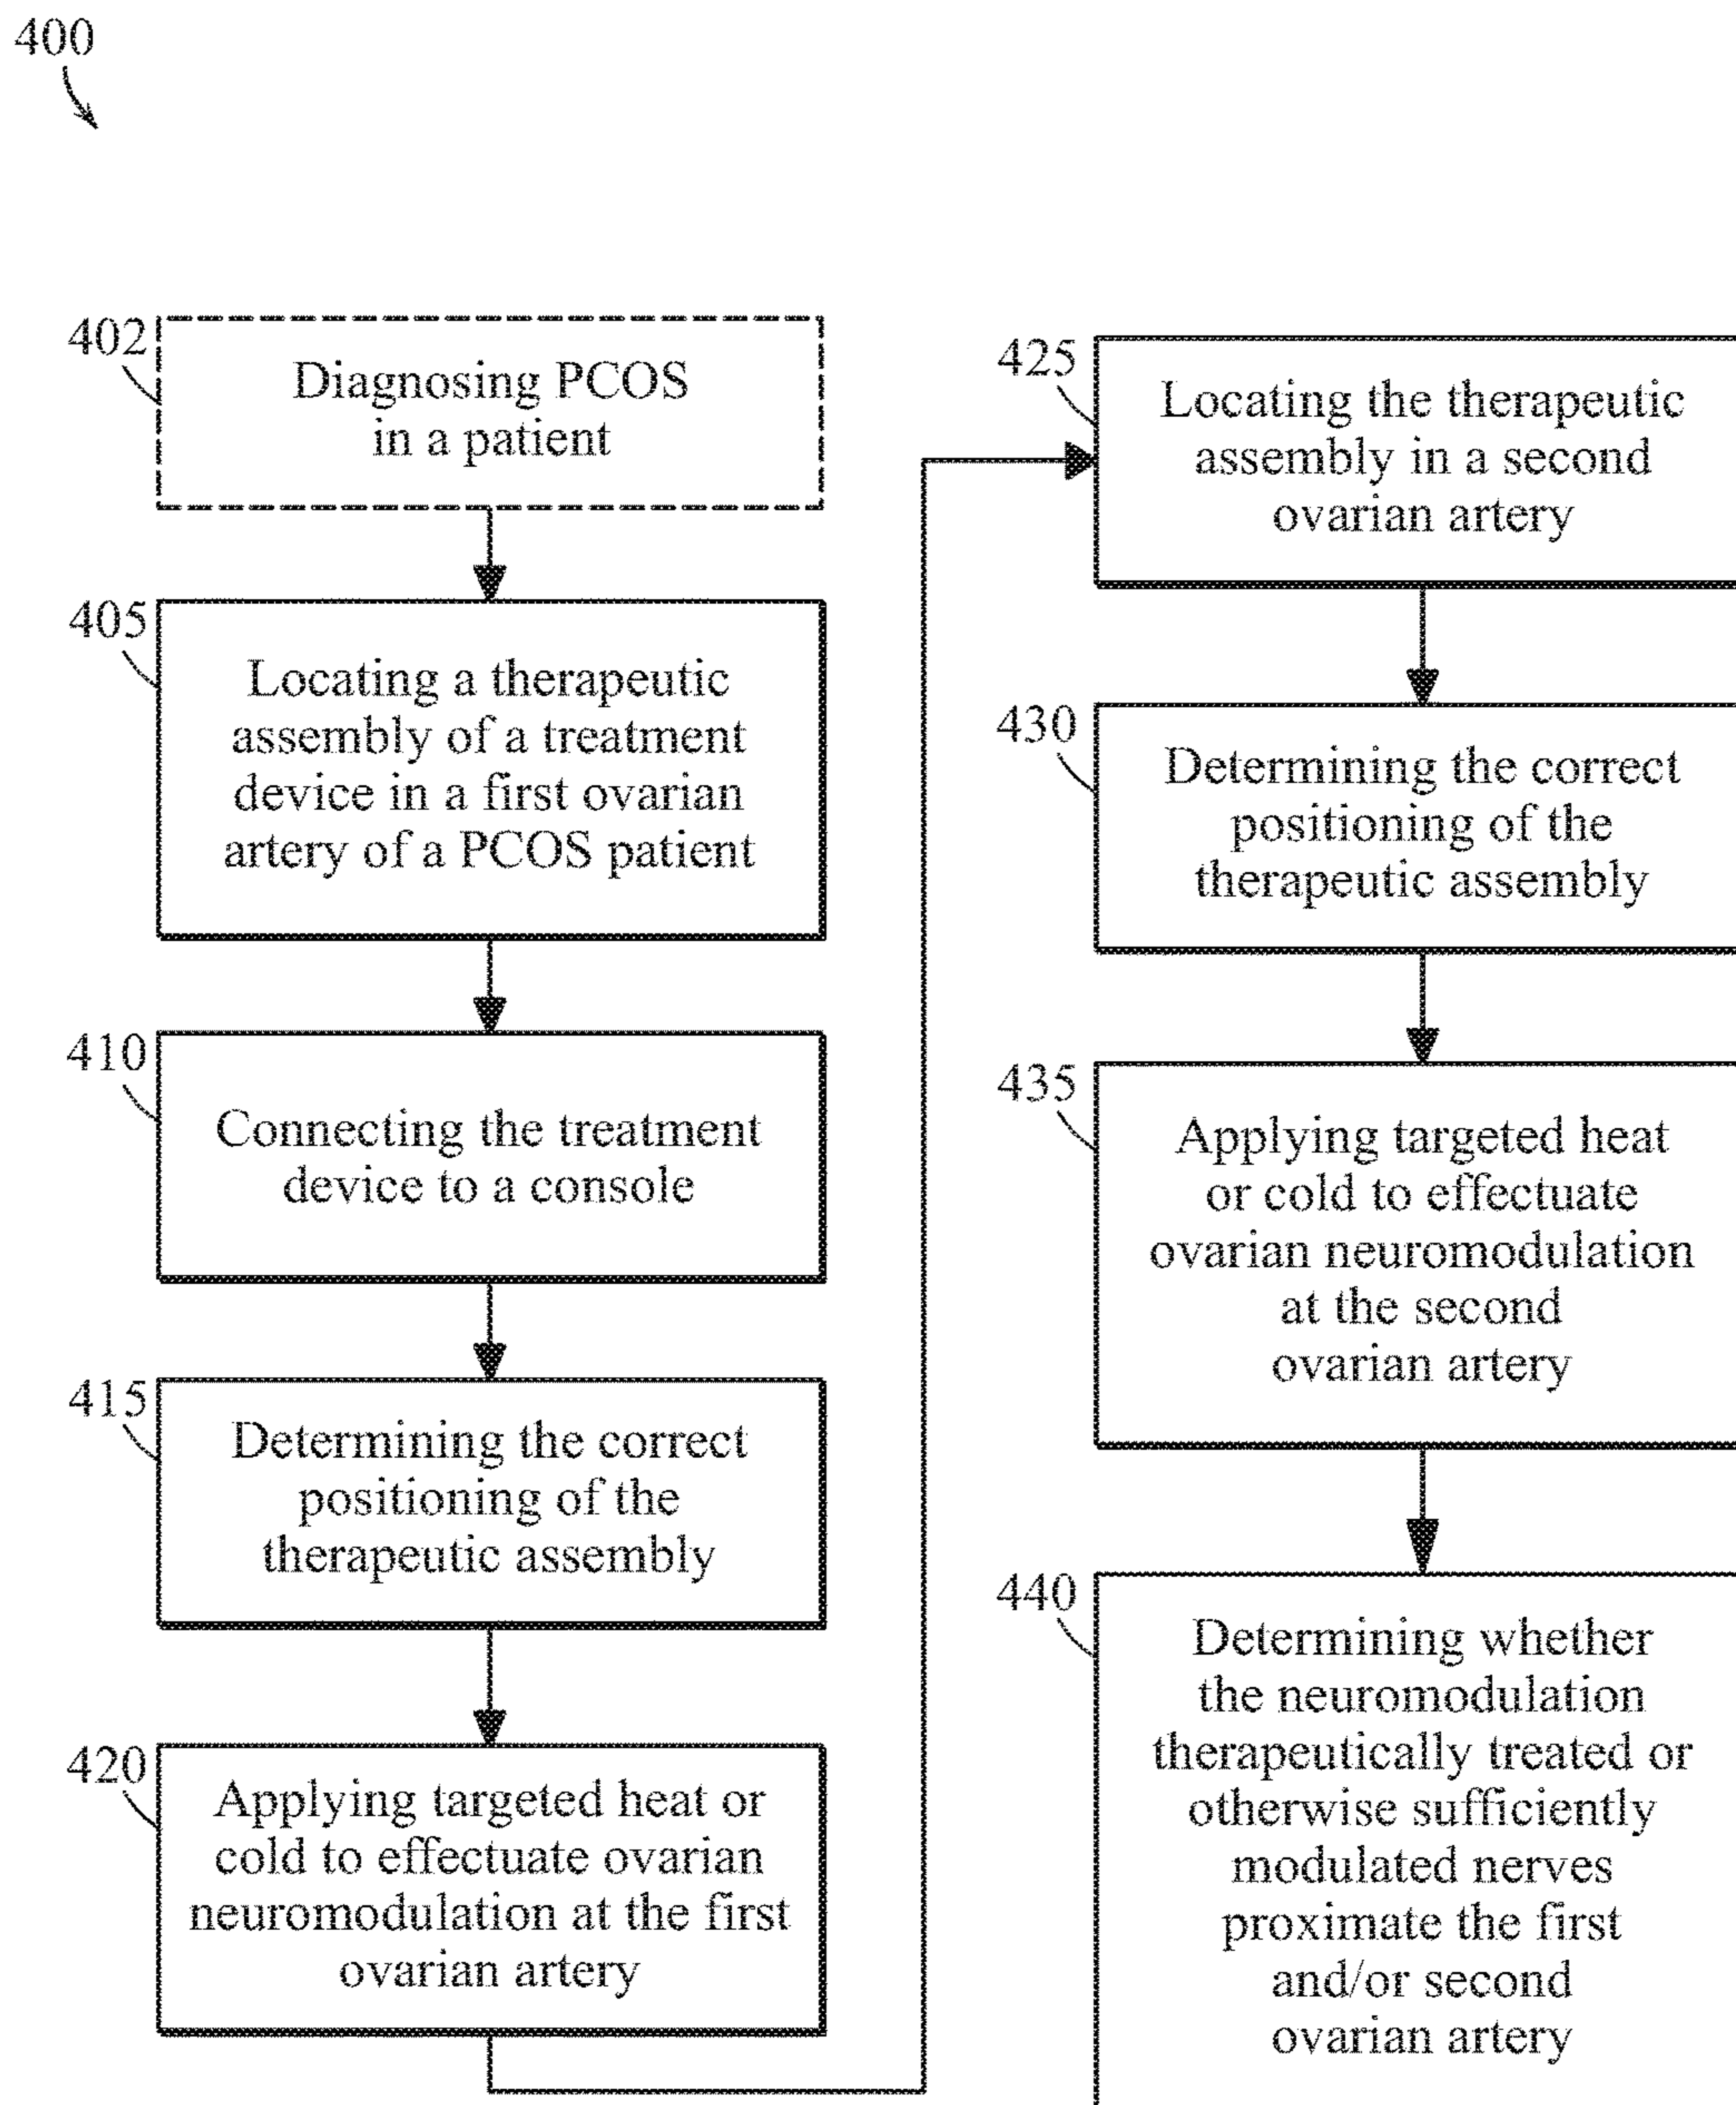 400
402
Diagnosing PCOS
in a patient
405
Locating a therapeutic
assembly of a treatment
device in a first ovarian
artery of a PCOS patient
410
Connecting the treatment
device to a console
415
Determining the correct
positioning of the
therapeutic assembly
420
Applying targeted heat or
cold to effectuate ovarian
neuromodulation at the first
ovarian artery
425
Locating the therapeutic
assembly in a second
ovarian artery
430
Determining the correct
positioning of the
therapeutic assembly
435
Applying targeted heat
or cold to effectuate
ovarian neuromodulation
at the second
ovarian artery
440
Determining whether
the neuromodulation
therapeutically treated or
otherwise sufficiently
modulated nerves
proximate the first
and/or second
ovarian artery